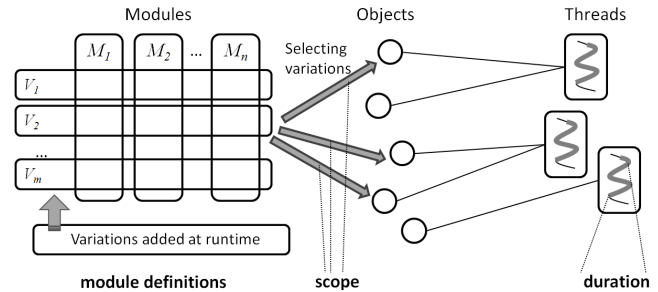 Modules
Objects
Threads
M1 M2 ... Mn
Selecting
variations
V1
V2
...
Vm
Variations added at runtime
module definitions
scope
duration